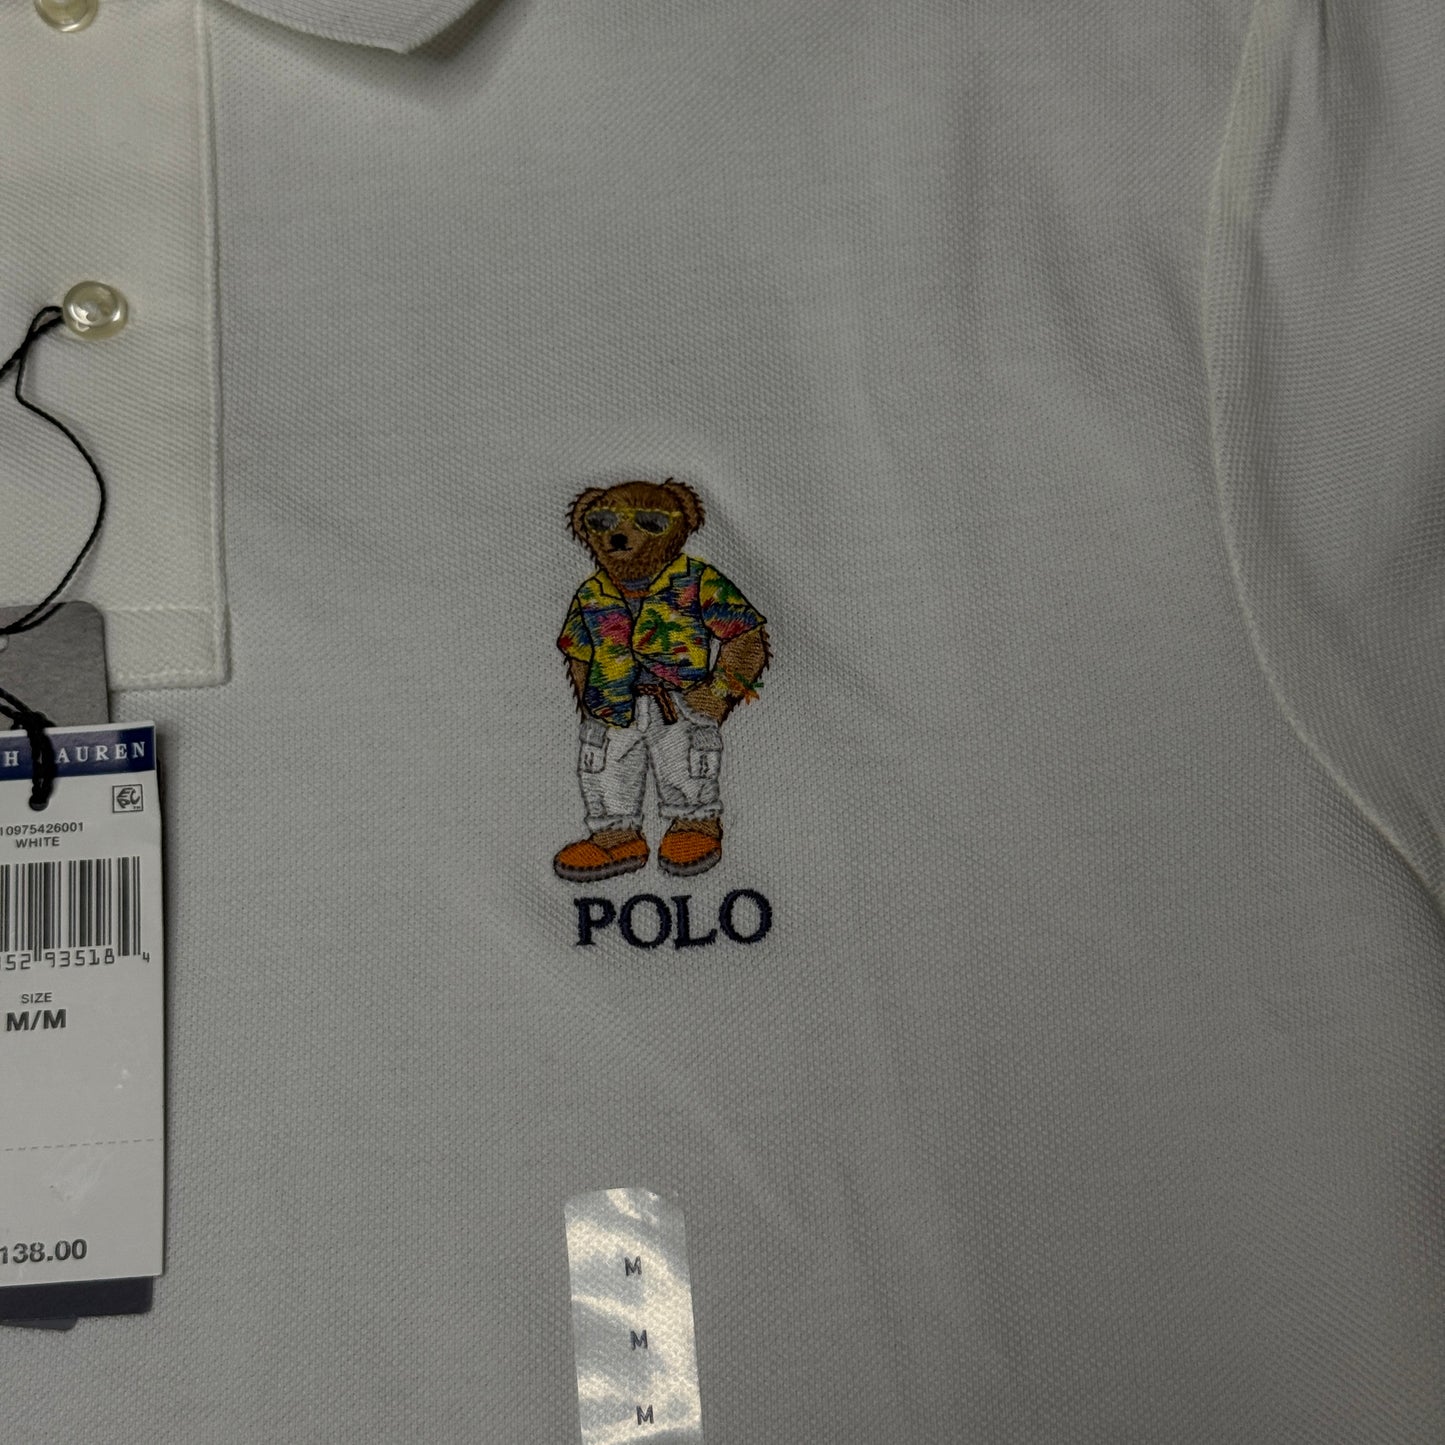 H LAUREN
10975426001
WHITE
52 93518 4
SIZE
M/M
138.00
POLO
M
M
M